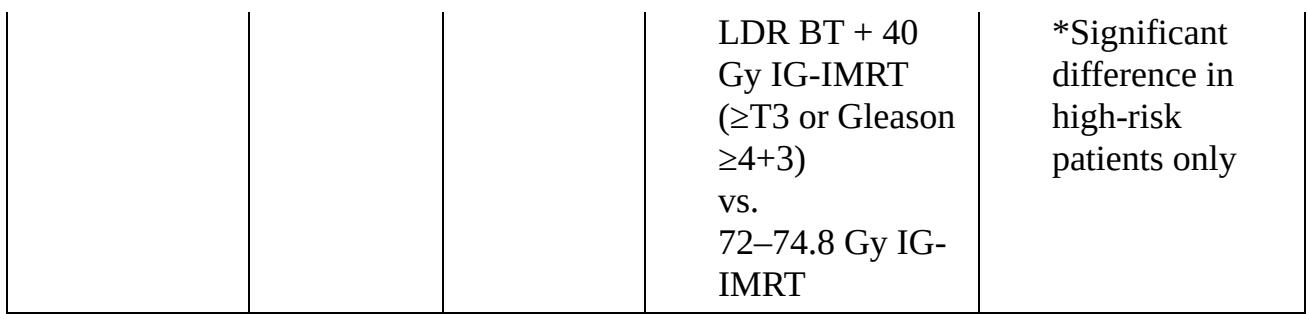 LDR BT + 40
Gy IG-IMRT
(≥T3 or Gleason
≥4+3)
vs.
72–74.8 Gy IG-
IMRT
*Significant
difference in
high-risk
patients only